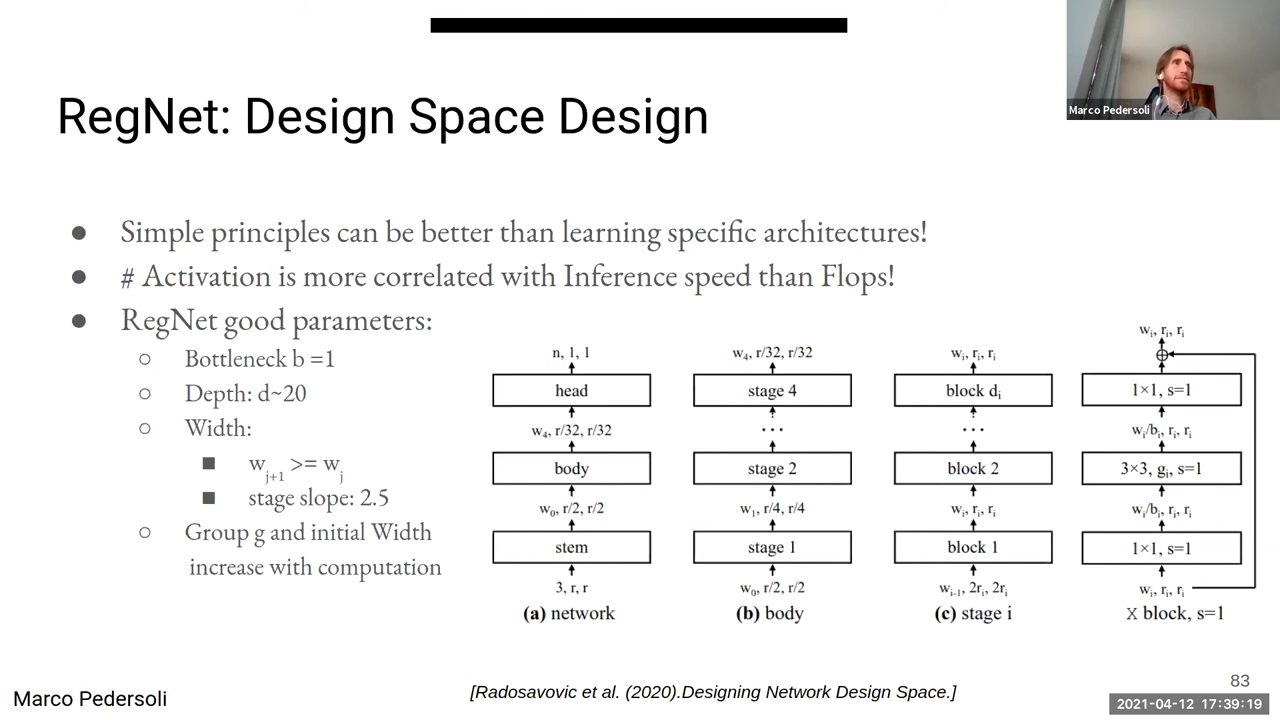 Marco Pedersoli
RegNet: Design Space Design
● Simple principles can be better than learning specific architectures!
● # Activation is more correlated with Inference speed than Flops!
● RegNet good parameters:
○ Bottleneck b =1
○ Depth: d~20
○ Width:
■ wj+1 >= wj
■ stage slope: 2.5
○ Group g and initial Width
increase with computation
n, 1, 1
head
w4, r/32, r/32
body
w0, r/2, r/2
stem
3, r, r
(a) network
w4, r/32, r/32
stage 4
...
stage 2
w1, r/4, r/4
stage 1
w0, r/2, r/2
(b) body
wi, ri, ri
block di
...
block 2
wi, ri, ri
block 1
wi-1, 2ri, 2ri
(c) stage i
wi, ri, ri
1×1, s=1
wi/bi, ri, ri
3×3, gi, s=1
wi/bi, ri, ri
1×1, s=1
wi, ri, ri
X block, s=1
Marco Pedersoli
[Radosavovic et al. (2020).Designing Network Design Space.]
83
2021-04-12 17:39:19